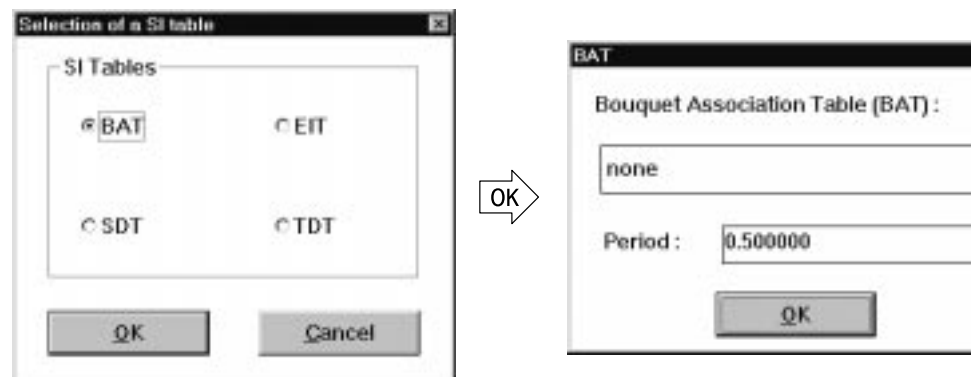 Selection of a SI table
SI Tables
BAT
EIT
SDT
TDT
OK
Cancel
OK
BAT
Bouquet Association Table (BAT) :
none
Period :
0.500000
OK